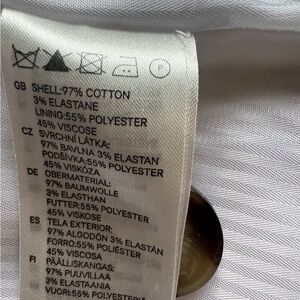 P
GB SHELL:97% COTTON
3% ELASTANE
LINING:55% POLYESTER
45% VISCOSE
CZ SVRCHNÍ LÁTKA:
97% BAVLNA 3% ELASTAN
PODŠÍVKA:55% POLYESTER
45% VISKÓZA
DE OBERMATERIAL:
97% BAUMWOLLE
3% ELASTHAN
FUTTER:55% POLYESTER
45% VISKOSE
ES TELA EXTERIOR:
97% ALGODÓN 3% ELASTÁN
FORRO:55% POLIÉSTER
45% VISCOSA
FI PÄÄLLISKANGAS:
97% PUUVILLAA
3% ELASTAANIA
VUORI:55% POLYESTERIA